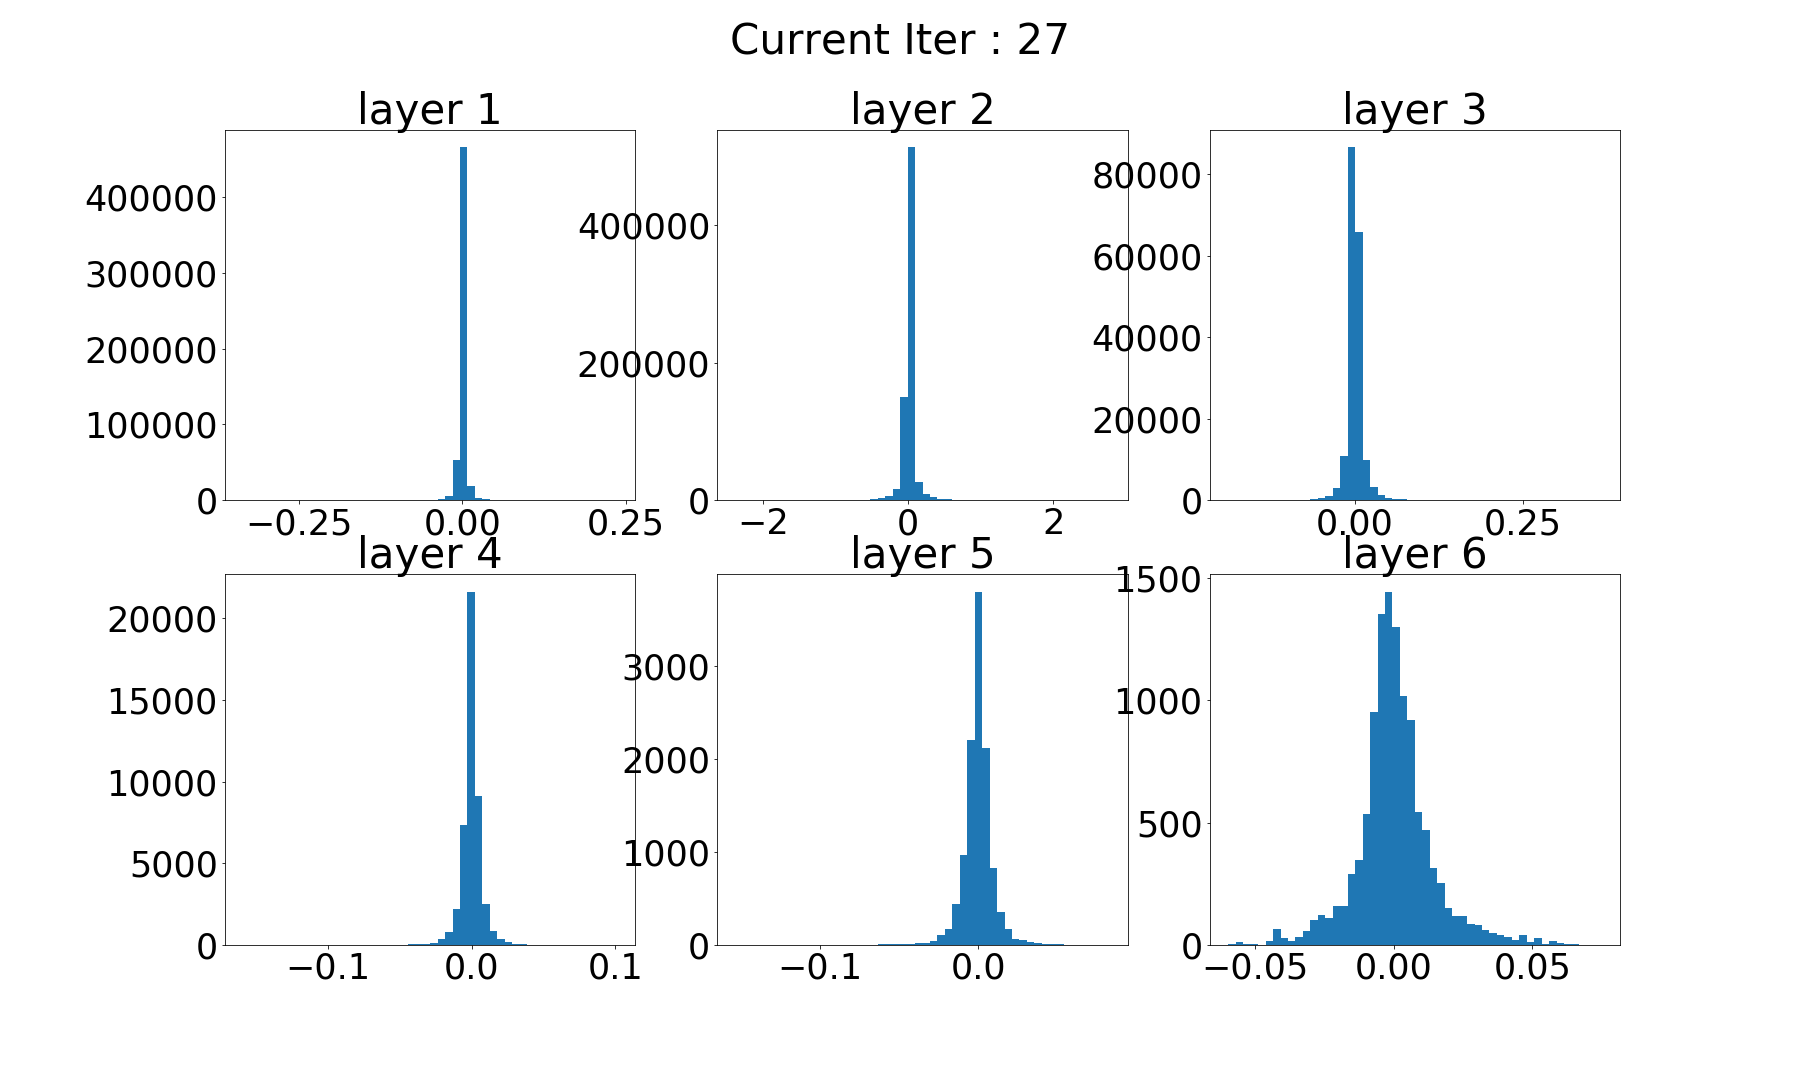 Current Iter : 27
layer 1
400000
300000
200000
100000
0
−0.25 0.00 0.25
layer 2
400000
200000
0
−2 0 2
layer 3
80000
60000
40000
20000
0
0.00 0.25
layer 4
20000
15000
10000
5000
0
−0.1 0.0 0.1
layer 5
3000
2000
1000
0
−0.1 0.0
layer 6
1500
1000
500
0
−0.05 0.00 0.05